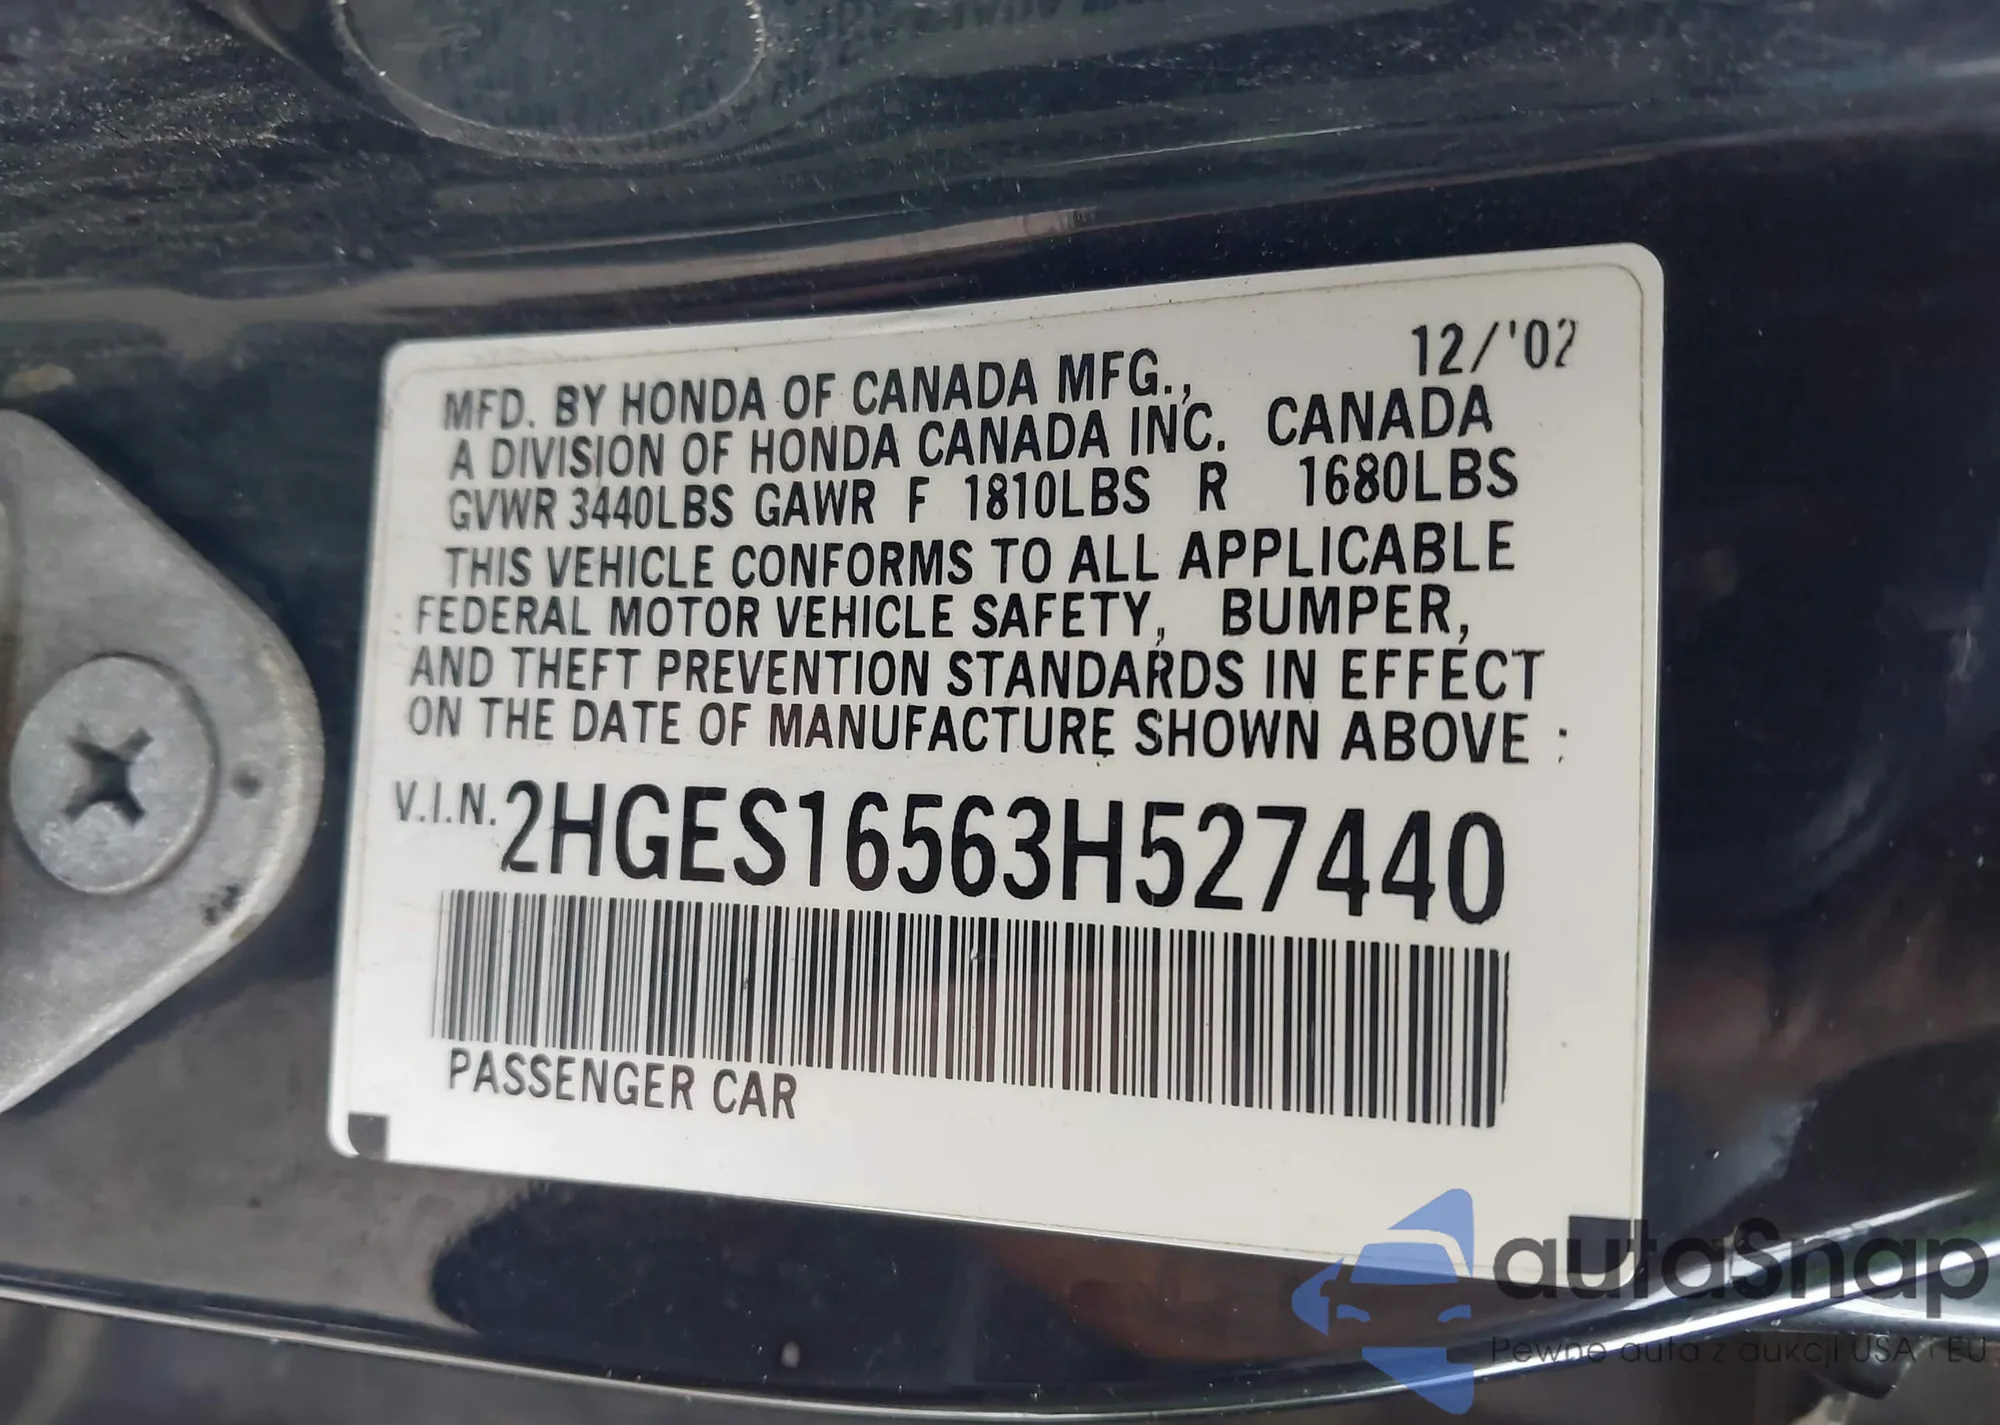 12/'02
MFD. BY HONDA OF CANADA MFG.,
A DIVISION OF HONDA CANADA INC. CANADA
GVWR 3440LBS GAWR F 1810LBS R 1680LBS
THIS VEHICLE CONFORMS TO ALL APPLICABLE
FEDERAL MOTOR VEHICLE SAFETY, BUMPER,
AND THEFT PREVENTION STANDARDS IN EFFECT
ON THE DATE OF MANUFACTURE SHOWN ABOVE :
V.I.N. 2HGES16563H527440
PASSENGER CAR
autaSnap
Pewne auta z aukcji USA i EU